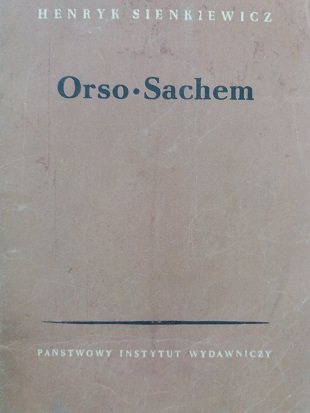 HENRYK SIENKIEWICZ
Orso • Sachem
PAŃSTWOWY INSTYTUT WYDAWNICZY